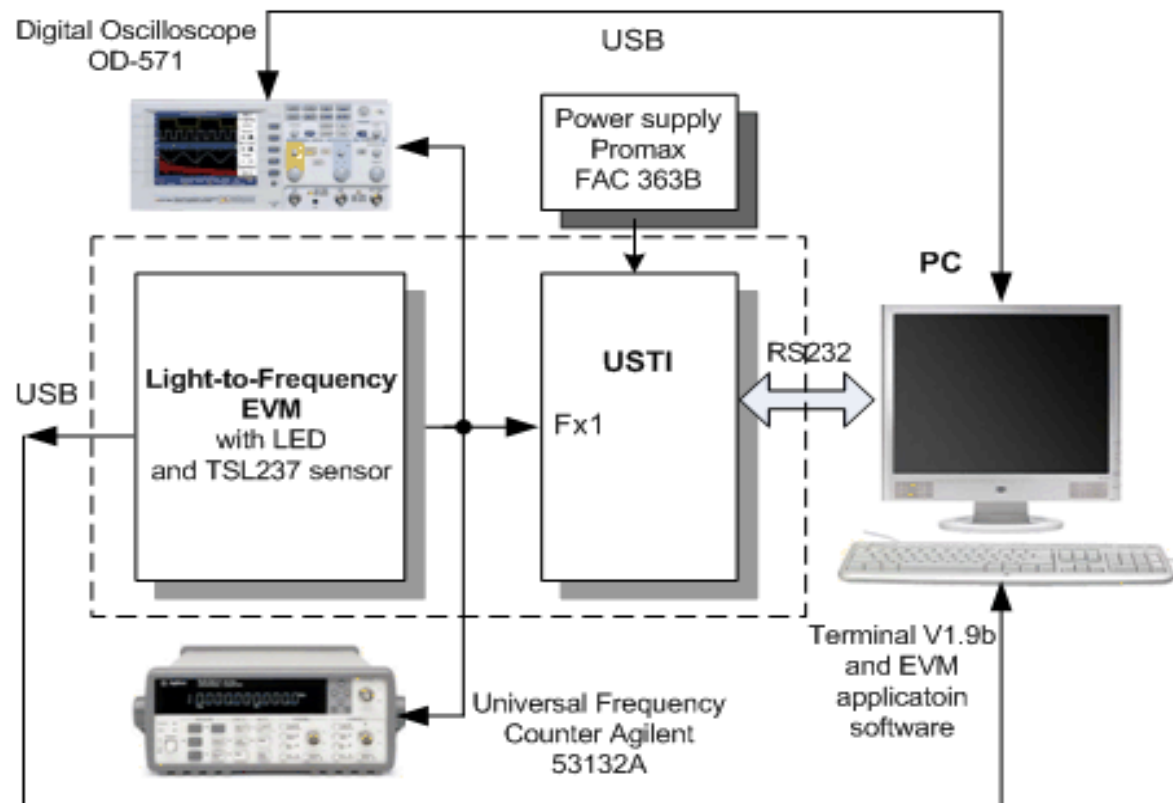 Digital Oscilloscope
OD-571
USB
Power supply
Promax
FAC 363B
PC
Light-to-Frequency
EVM
with LED
and TSL237 sensor
USB
USTI
Fx1
RS232
Terminal V1.9b
and EVM
applicatoin
software
Universal Frequency
Counter Agilent
53132A